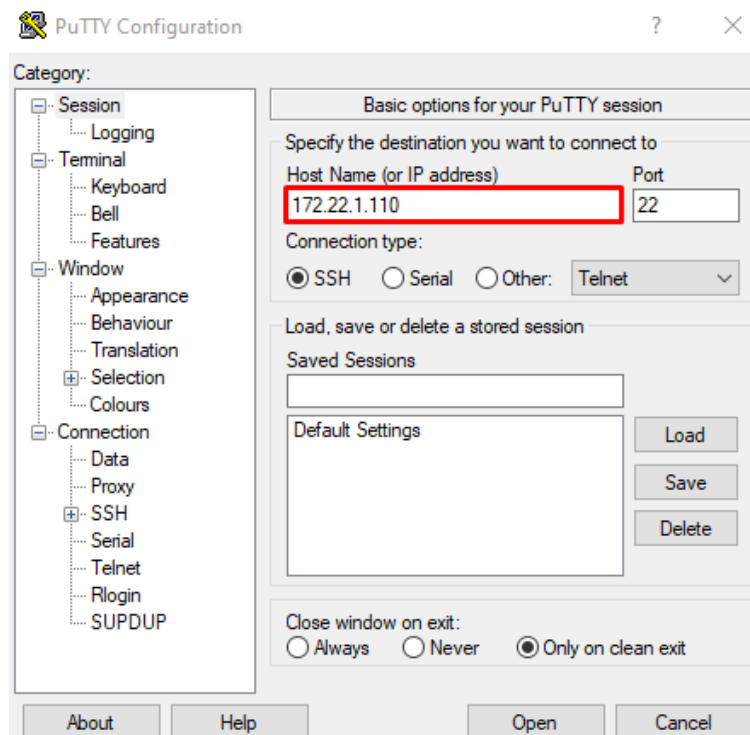 PuTTY Configuration
Category:
Session
Logging
Terminal
Keyboard
Bell
Features
Window
Appearance
Behaviour
Translation
Selection
Colours
Connection
Data
Proxy
SSH
Serial
Telnet
Rlogin
SUPDUP
Basic options for your PuTTY session
Specify the destination you want to connect to
Host Name (or IP address) Port
172.22.1.110 22
Connection type:
SSH Serial Other: Telnet
Load, save or delete a stored session
Saved Sessions
Default Settings
Load
Save
Delete
Close window on exit:
Always Never Only on clean exit
About Help Open Cancel